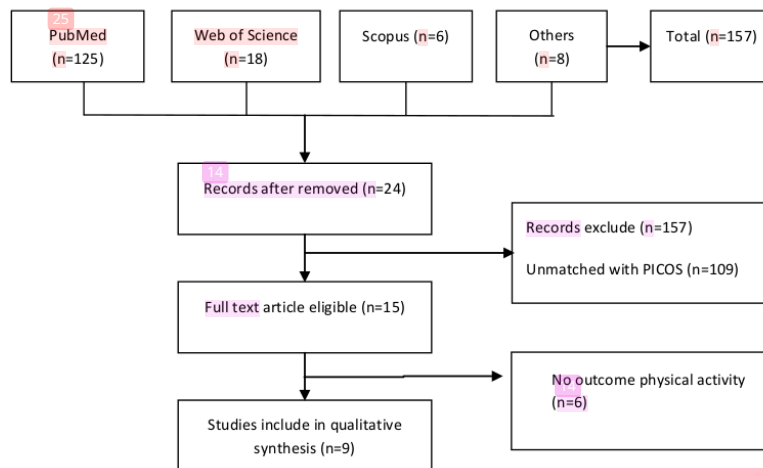 25
PubMed
(n=125)
Web of Science
(n=18)
Scopus (n=6)
Others
(n=8)
Total (n=157)
14
Records after removed (n=24)
Records exclude (n=157)
Unmatched with PICOS (n=109)
Full text article eligible (n=15)
No outcome physical activity
(n=6)
Studies include in qualitative
synthesis (n=9)